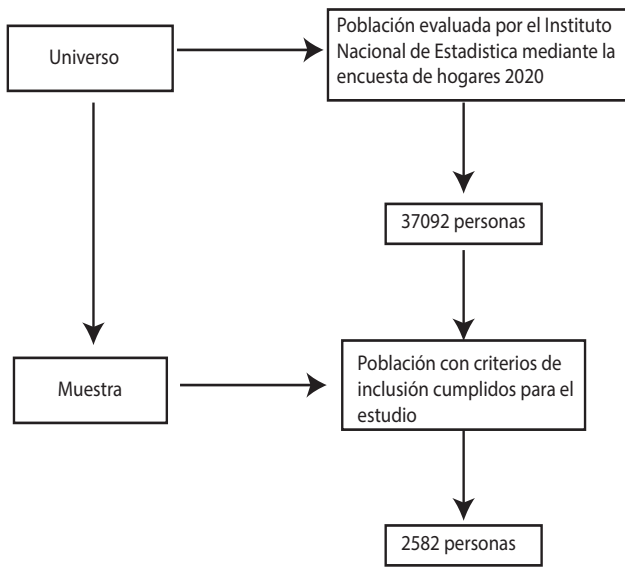 Universo
Población evaluada por el Instituto
Nacional de Estadistica mediante la
encuesta de hogares 2020
37092 personas
Muestra
Población con criterios de
inclusión cumplidos para el
estudio
2582 personas